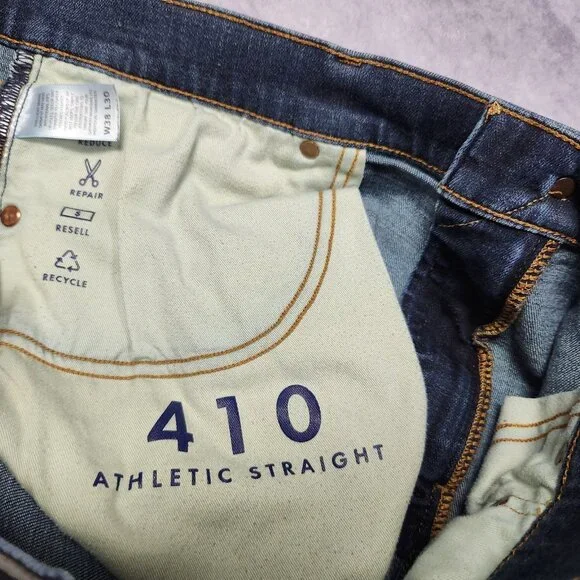 W38 L30
REDUCE
REPAIR
$
RESELL
RECYCLE
410
ATHLETIC STRAIGHT